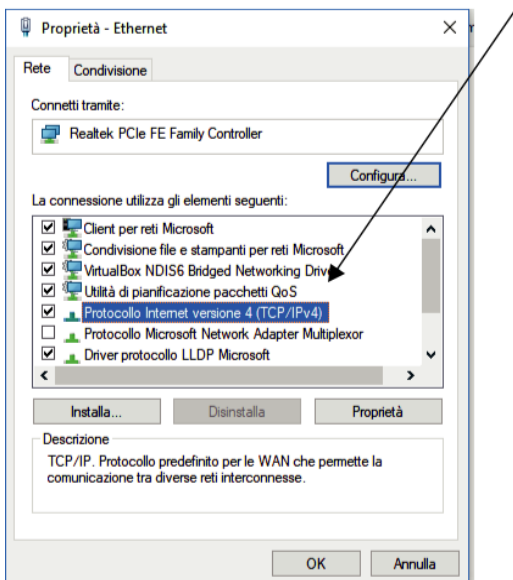 Proprietà - Ethernet
Rete
Condivisione
Connetti tramite:
Realtek PCIe FE Family Controller
Configura...
La connessione utilizza gli elementi seguenti:
Client per reti Microsoft
Condivisione file e stampanti per reti Microsoft
VirtualBox NDIS6 Bridged Networking Driver
Utilità di pianificazione pacchetti QoS
Protocollo Internet versione 4 (TCP/IPv4)
Protocollo Microsoft Network Adapter Multiplexor
Driver protocollo LLDP Microsoft
Installa...
Disinstalla
Proprietà
Descrizione
TCP/IP. Protocollo predefinito per le WAN che permette la
comunicazione tra diverse reti interconnesse.
OK
Annulla